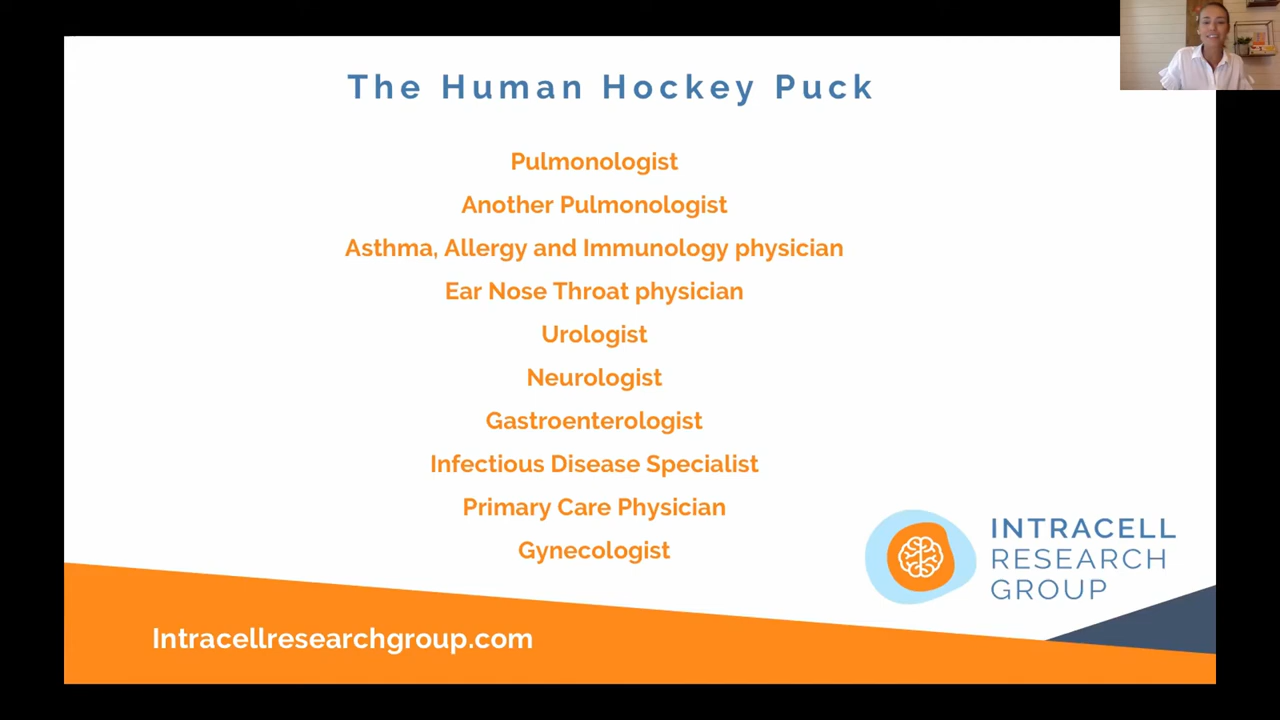 The Human Hockey Puck
Pulmonologist
Another Pulmonologist
Asthma, Allergy and Immunology physician
Ear Nose Throat physician
Urologist
Neurologist
Gastroenterologist
Infectious Disease Specialist
Primary Care Physician
Gynecologist
INTRACELL
RESEARCH
GROUP
Intracellresearchgroup.com